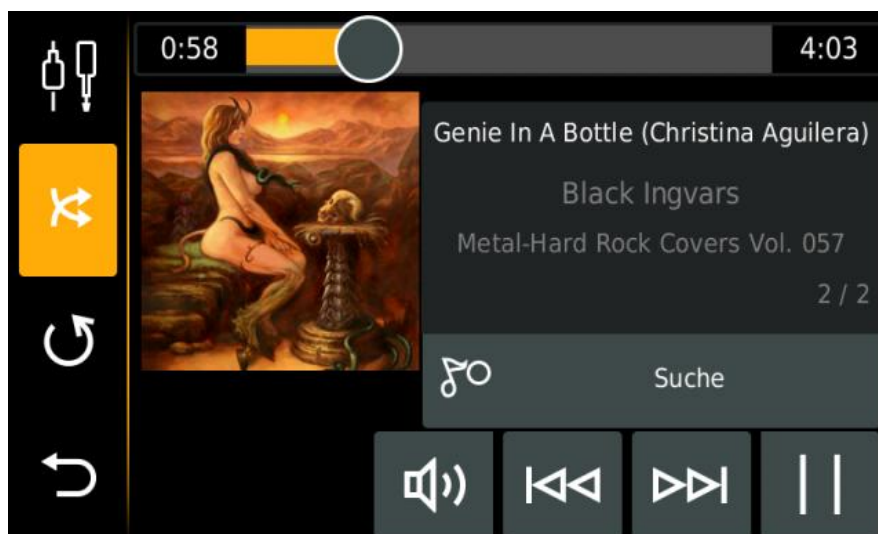 0:58
4:03
Genie In A Bottle (Christina Aguilera)
Black Ingvars
Metal-Hard Rock Covers Vol. 057
2 / 2
Suche